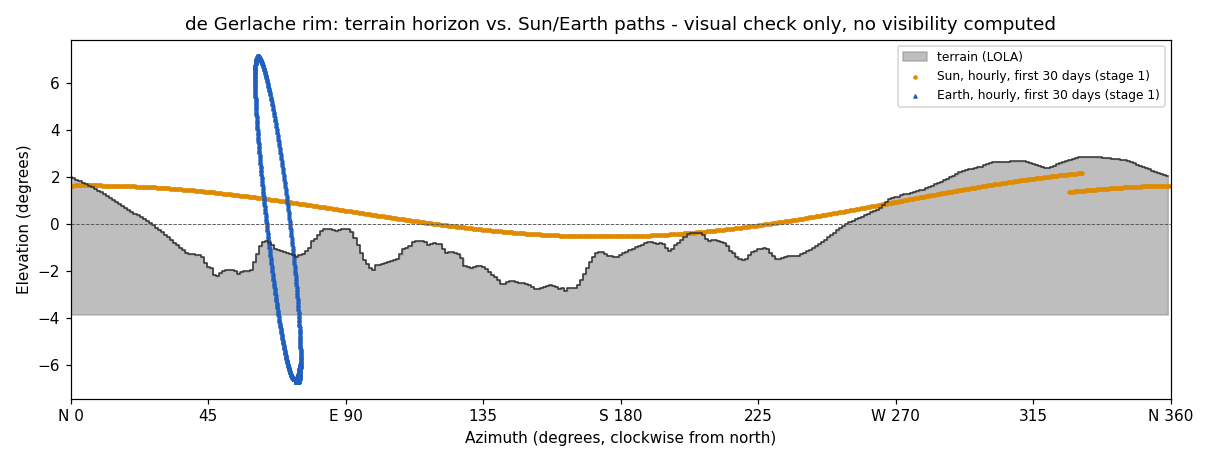 de Gerlache rim: terrain horizon vs. Sun/Earth paths - visual check only, no visibility computed
terrain (LOLA)
Sun, hourly, first 30 days (stage 1)
Earth, hourly, first 30 days (stage 1)
Elevation (degrees)
6
4
2
0
−2
−4
−6
N 0 45 E 90 135 S 180 225 W 270 315 N 360
Azimuth (degrees, clockwise from north)